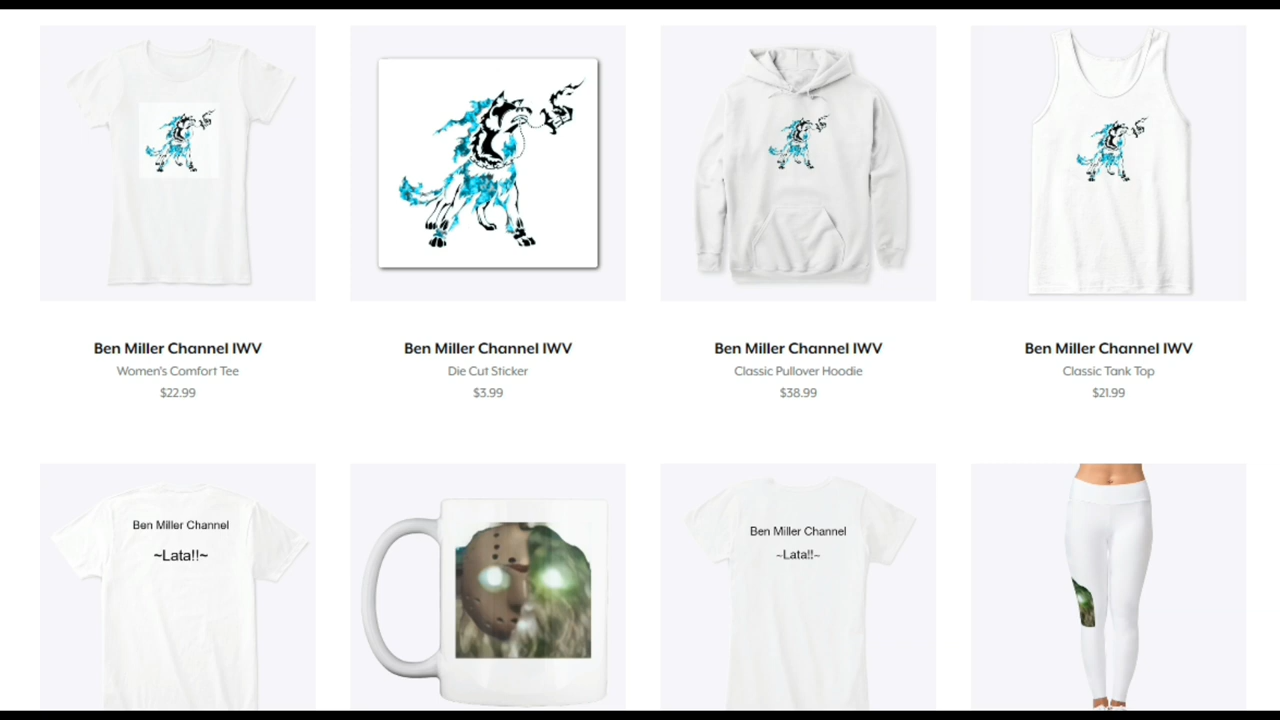 Ben Miller Channel IWV
Women's Comfort Tee
$22.99
Ben Miller Channel IWV
Die Cut Sticker
$3.99
Ben Miller Channel IWV
Classic Pullover Hoodie
$38.99
Ben Miller Channel IWV
Classic Tank Top
$21.99
Ben Miller Channel
~Lata!!~
Ben Miller Channel
~Lata!!~